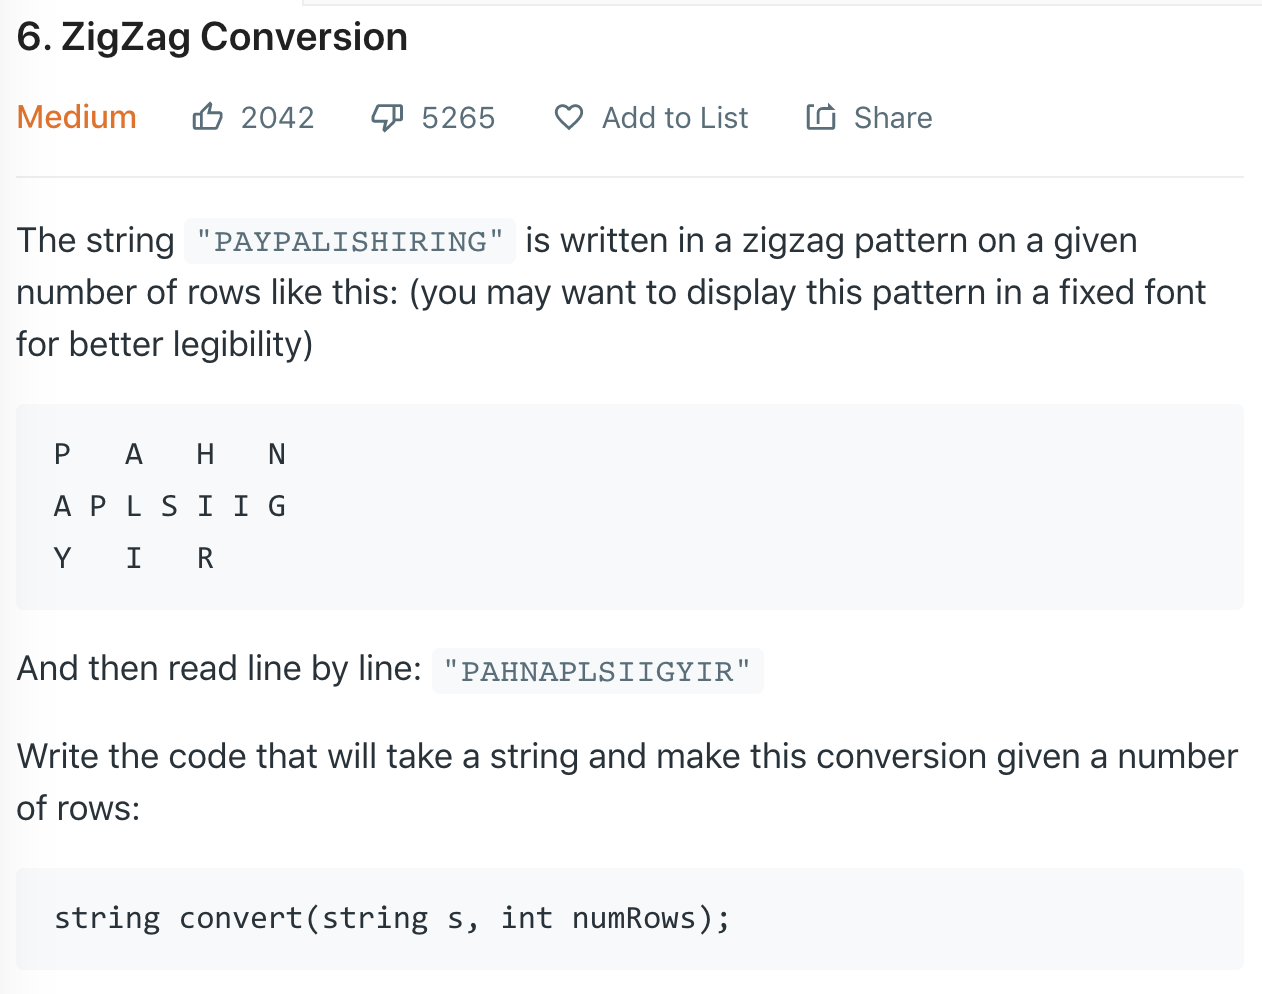 6. ZigZag Conversion
Medium 2042 5265 Add to List Share
The string "PAYPALISHIRING" is written in a zigzag pattern on a given
number of rows like this: (you may want to display this pattern in a fixed font
for better legibility)
P   A   H   N
A P L S I I G
Y   I   R
And then read line by line: "PAHNAPLSIIGYIR"
Write the code that will take a string and make this conversion given a number
of rows:
string convert(string s, int numRows);